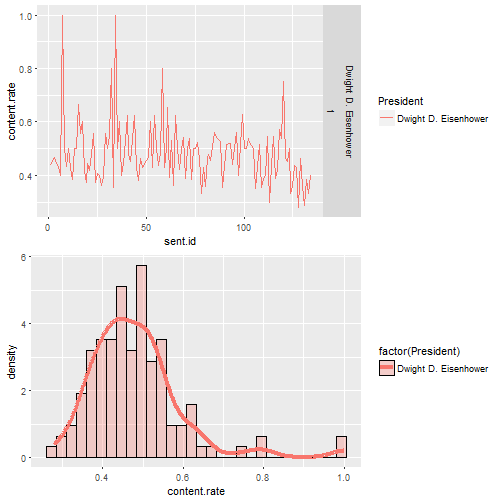 1.0
0.8
0.6
0.4
content.rate
0
50
100
sent.id
Dwight D. Eisenhower
1
President
Dwight D. Eisenhower
6
4
2
0
density
0.4
0.6
0.8
1.0
content.rate
factor(President)
Dwight D. Eisenhower